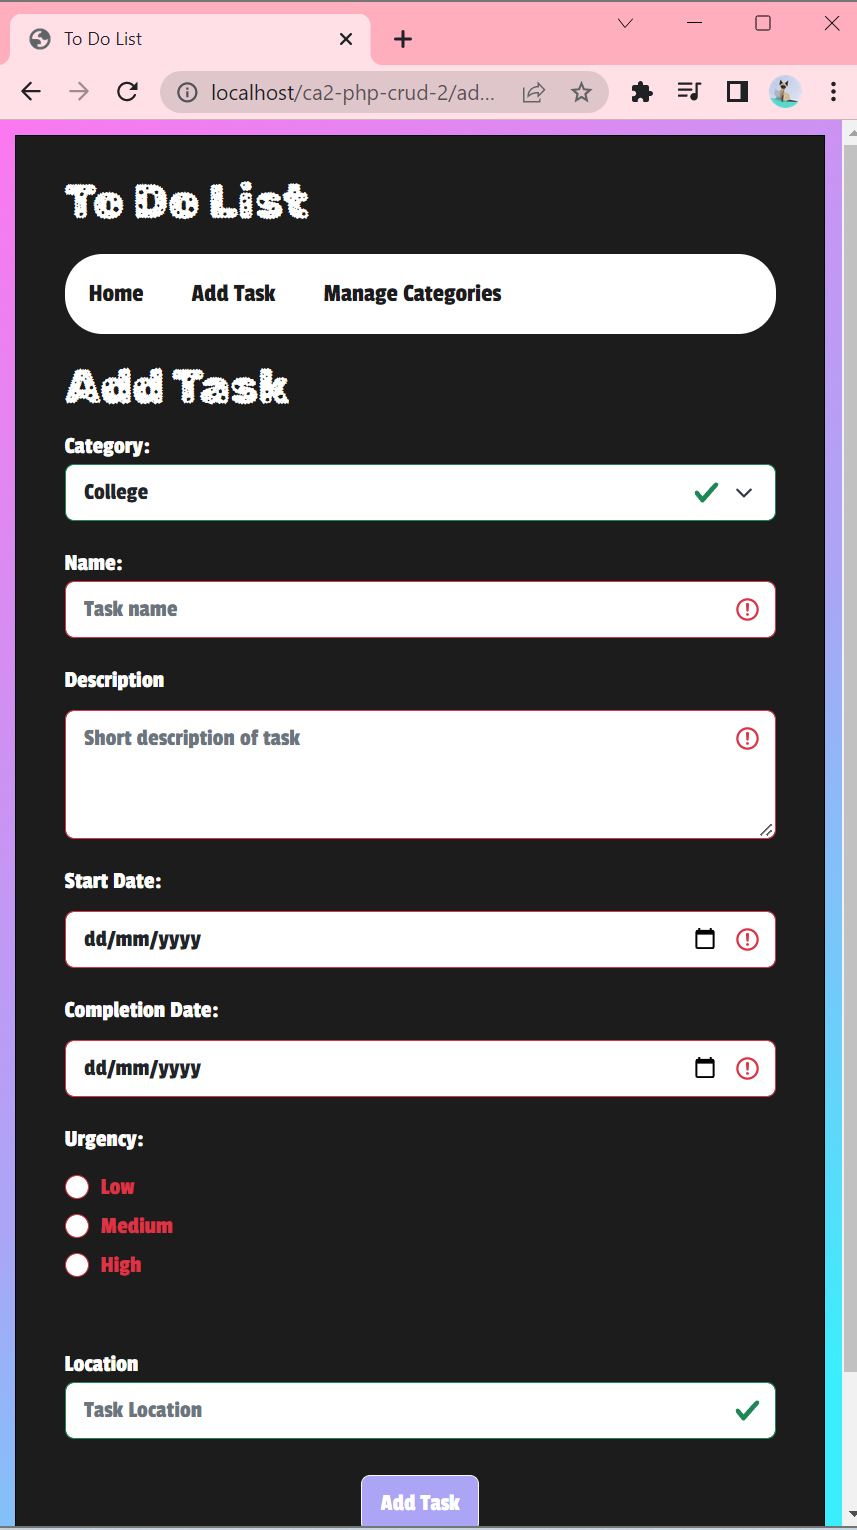 To Do List
localhost/ca2-php-crud-2/ad...
To Do List
Home Add Task Manage Categories
Add Task
Category:
College
Name:
Task name
Description
Short description of task
Start Date:
dd/mm/yyyy
Completion Date:
dd/mm/yyyy
Urgency:
Low
Medium
High
Location
Task Location
Add Task